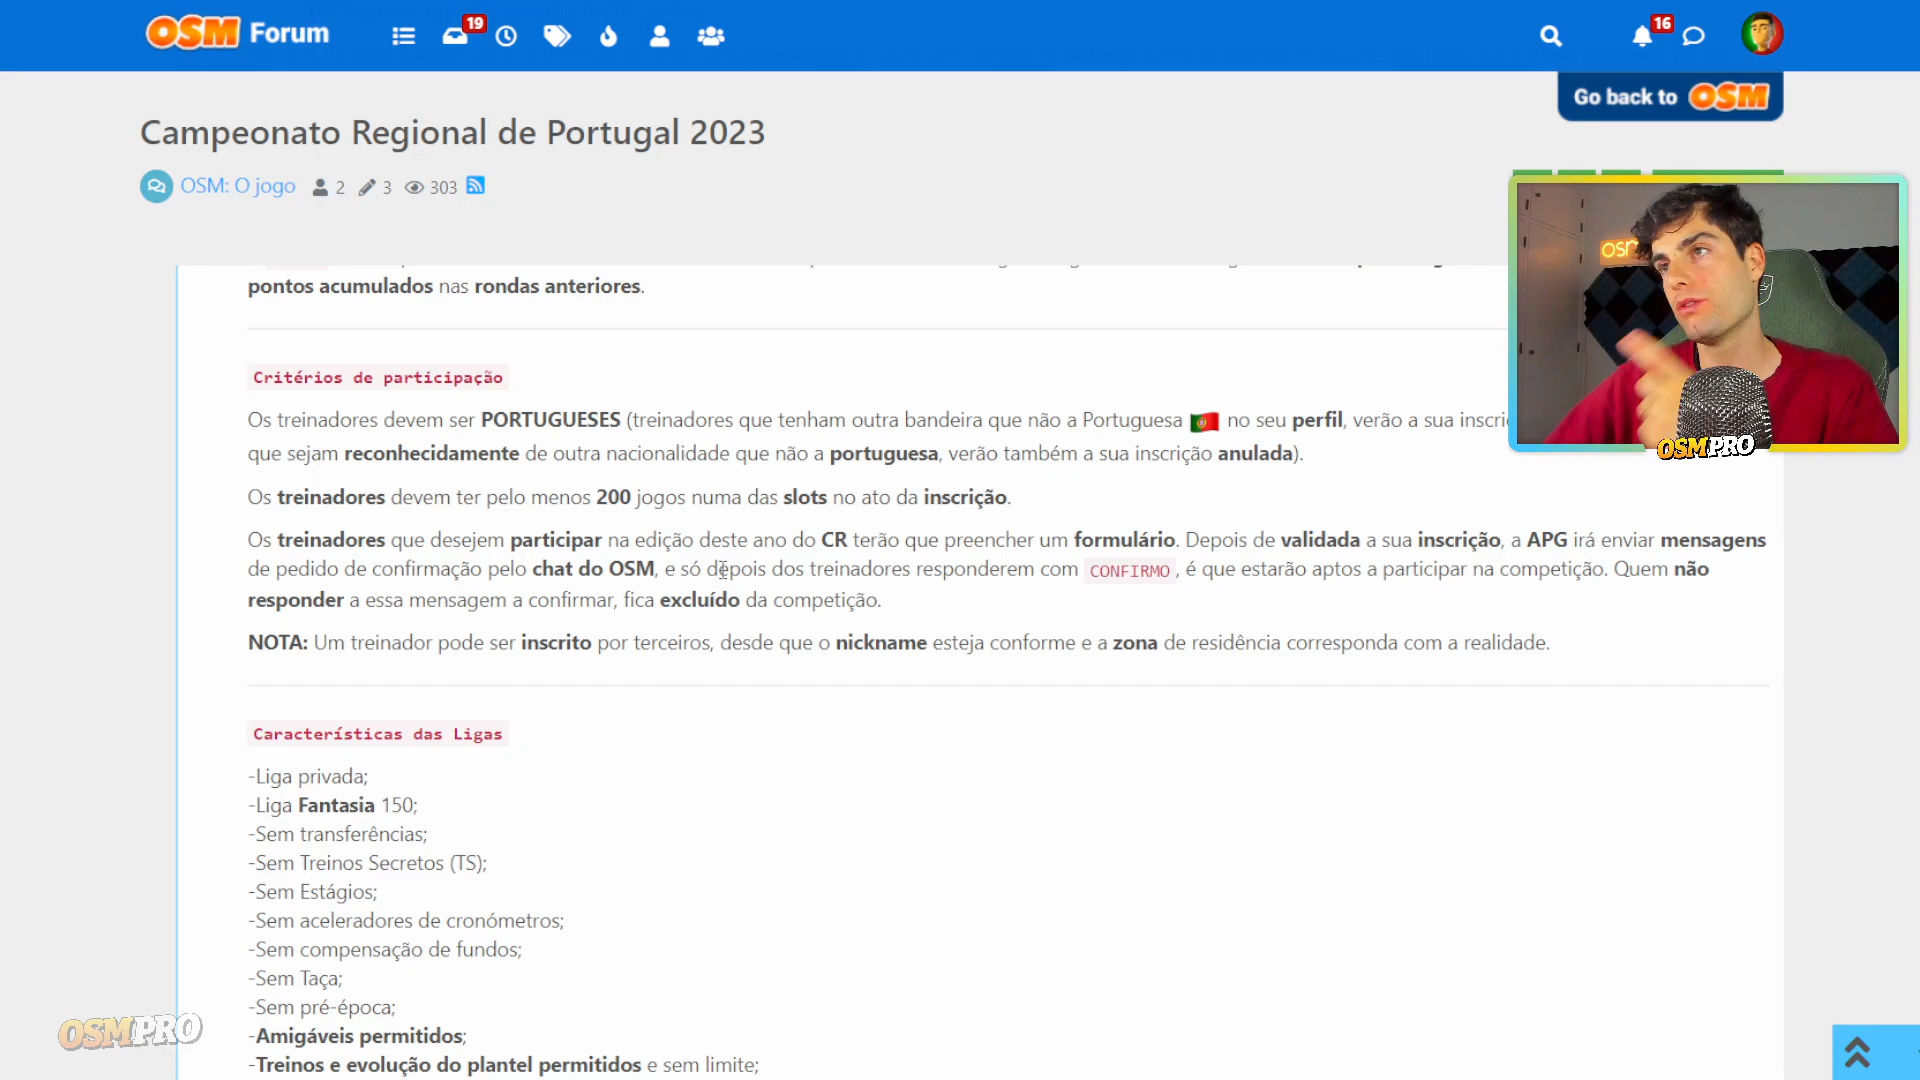 OSM Forum
19
16
Go back to OSM
Campeonato Regional de Portugal 2023
OSM: O jogo 2 3 303
pontos acumulados nas rondas anteriores.
Critérios de participação
Os treinadores devem ser PORTUGUESES (treinadores que tenham outra bandeira que não a Portuguesa no seu perfil, verão a sua
que sejam reconhecidamente de outra nacionalidade que não a portuguesa, verão também a sua inscrição anulada).
Os treinadores devem ter pelo menos 200 jogos numa das slots no ato da inscrição.
Os treinadores que desejem participar na edição deste ano do CR terão que preencher um formulário. Depois de validada a sua inscrição, a APG irá enviar mensagens
de pedido de confirmação pelo chat do OSM, e só depois dos treinadores responderem com CONFIRMO, é que estarão aptos a participar na competição. Quem não
responder a essa mensagem a confirmar, fica excluído da competição.
NOTA: Um treinador pode ser inscrito por terceiros, desde que o nickname esteja conforme e a zona de residência corresponda com a realidade.
Características das Ligas
-Liga privada;
-Liga Fantasia 150;
-Sem transferências;
-Sem Treinos Secretos (TS);
-Sem Estágios;
-Sem aceleradores de cronómetros;
-Sem compensação de fundos;
-Sem Taça;
-Sem pré-época;
-Amigáveis permitidos;
-Treinos e evolução do plantel permitidos e sem limite;
osm
OSMPRO
OSMPRO